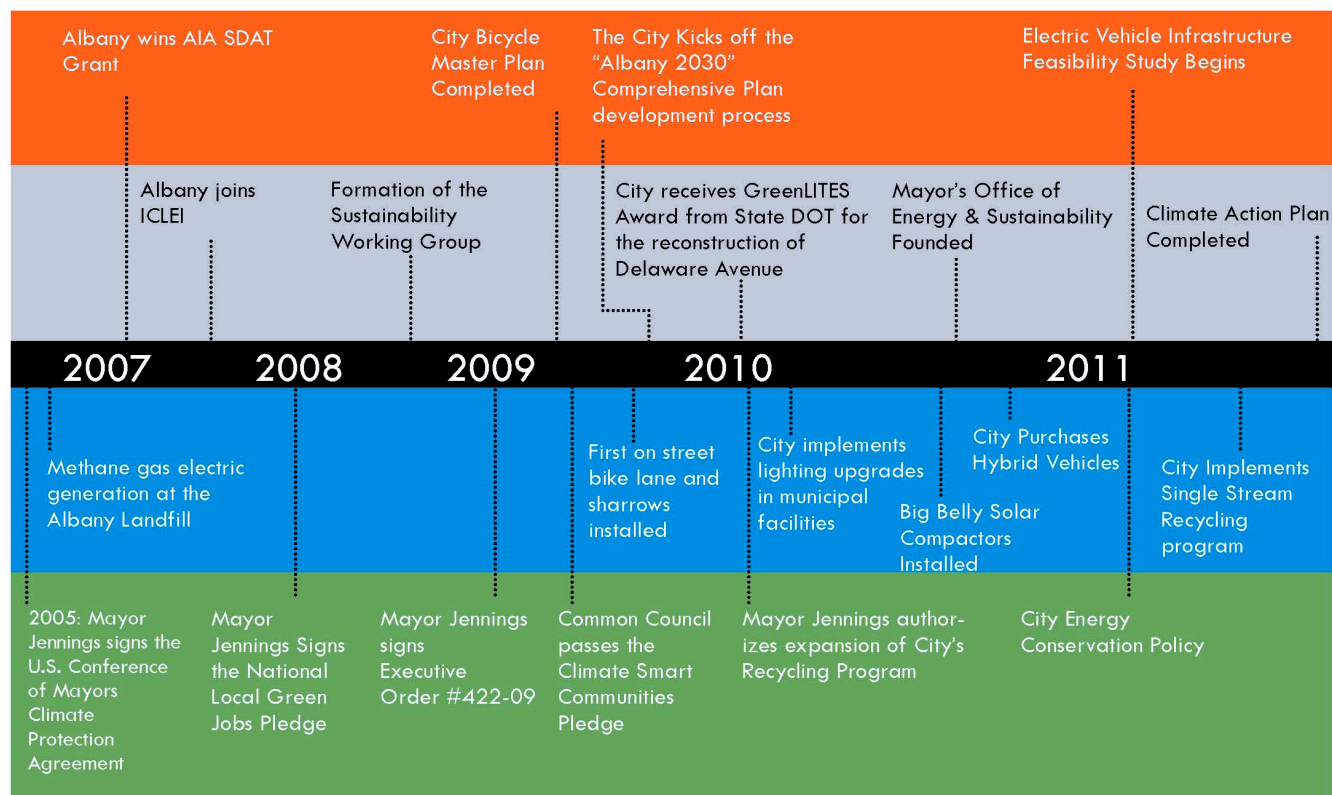 Albany wins AIA SDAT
Grant
City Bicycle
Master Plan
Completed
The City Kicks off the
“Albany 2030”
Comprehensive Plan
development process
Electric Vehicle Infrastructure
Feasibility Study Begins
Albany joins
ICLEI
Formation of the
Sustainability
Working Group
City receives GreenLITES
Award from State DOT for
the reconstruction of
Delaware Avenue
Mayor’s Office of
Energy & Sustainability
Founded
Climate Action Plan
Completed
2007 2008 2009 2010 2011
Methane gas electric
generation at the
Albany Landfill
First on street
bike lane and
sharrows
installed
City implements
lighting upgrades
in municipal
facilities
Big Belly Solar
Compactors
Installed
City Purchases
Hybrid Vehicles
City Implements
Single Stream
Recycling
program
2005: Mayor
Jennings signs the
U.S. Conference
of Mayors
Climate
Protection
Agreement
Mayor
Jennings Signs
the National
Local Green
Jobs Pledge
Mayor Jennings
signs
Executive
Order #422-09
Common Council
passes the
Climate Smart
Communities
Pledge
Mayor Jennings author-
izes expansion of City’s
Recycling Program
City Energy
Conservation Policy